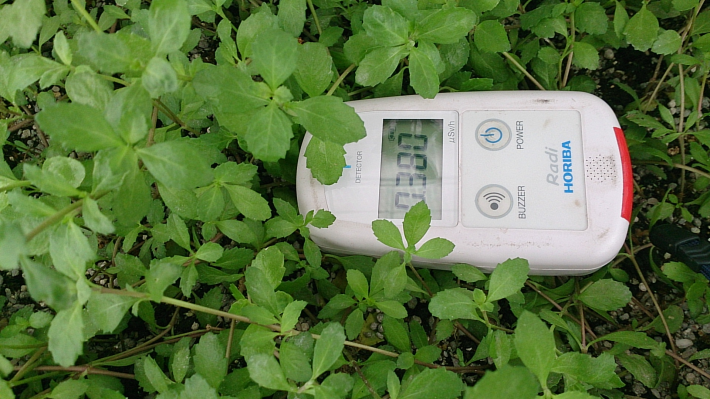 DETECTOR
μSv/h
POWER
BUZZER
Radi
HORIBA